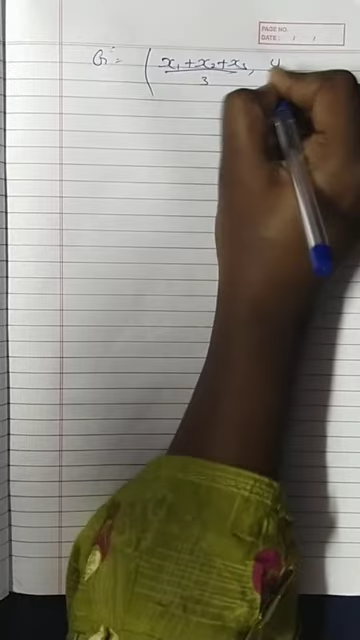 PAGE NO.
DATE : / /
G = ( x₁ + x₂ + x₃ / 3 , y